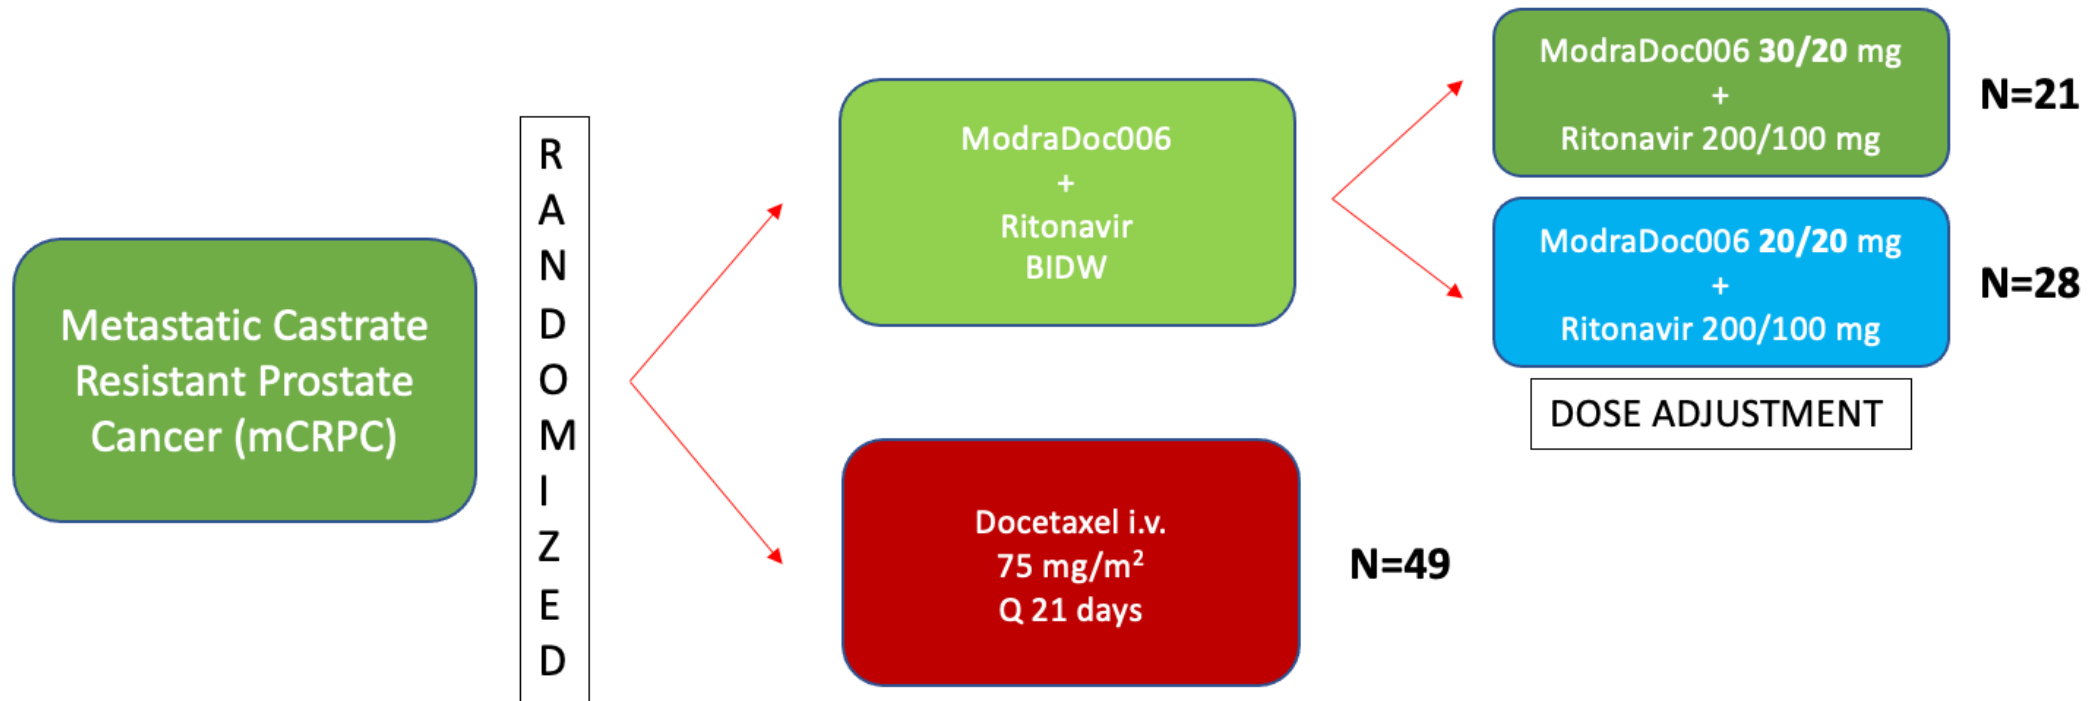 Metastatic Castrate
Resistant Prostate
Cancer (mCRPC)
R
A
N
D
O
M
I
Z
E
D
ModraDoc006
+
Ritonavir
BIDW
Docetaxel i.v.
75 mg/m²
Q 21 days
N=49
ModraDoc006 30/20 mg
+
Ritonavir 200/100 mg
N=21
ModraDoc006 20/20 mg
+
Ritonavir 200/100 mg
N=28
DOSE ADJUSTMENT